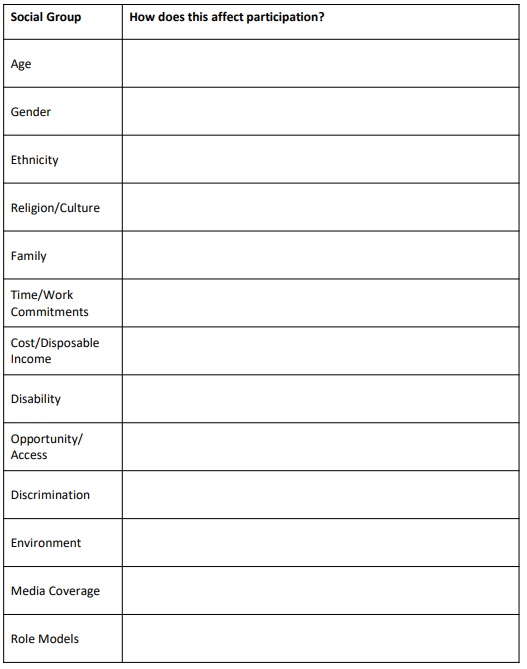 Social Group
How does this affect participation?
Age
Gender
Ethnicity
Religion/Culture
Family
Time/Work
Commitments
Cost/Disposable
Income
Disability
Opportunity/
Access
Discrimination
Environment
Media Coverage
Role Models